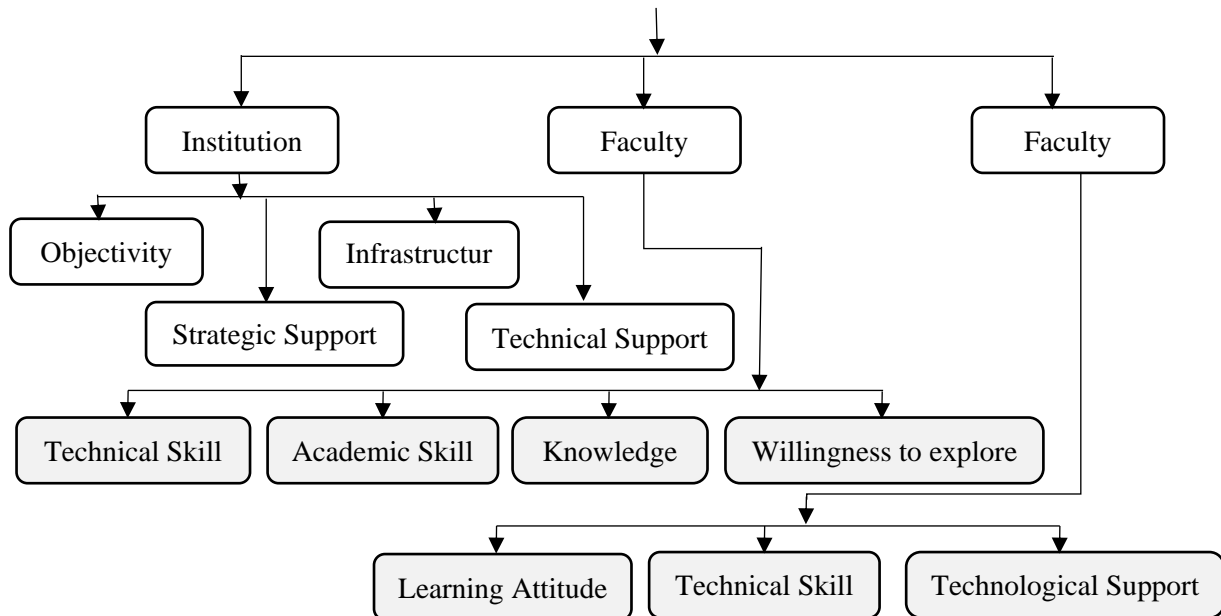 Institution
Faculty
Faculty
Objectivity
Infrastructur
Strategic Support
Technical Support
Technical Skill
Academic Skill
Knowledge
Willingness to explore
Learning Attitude
Technical Skill
Technological Support